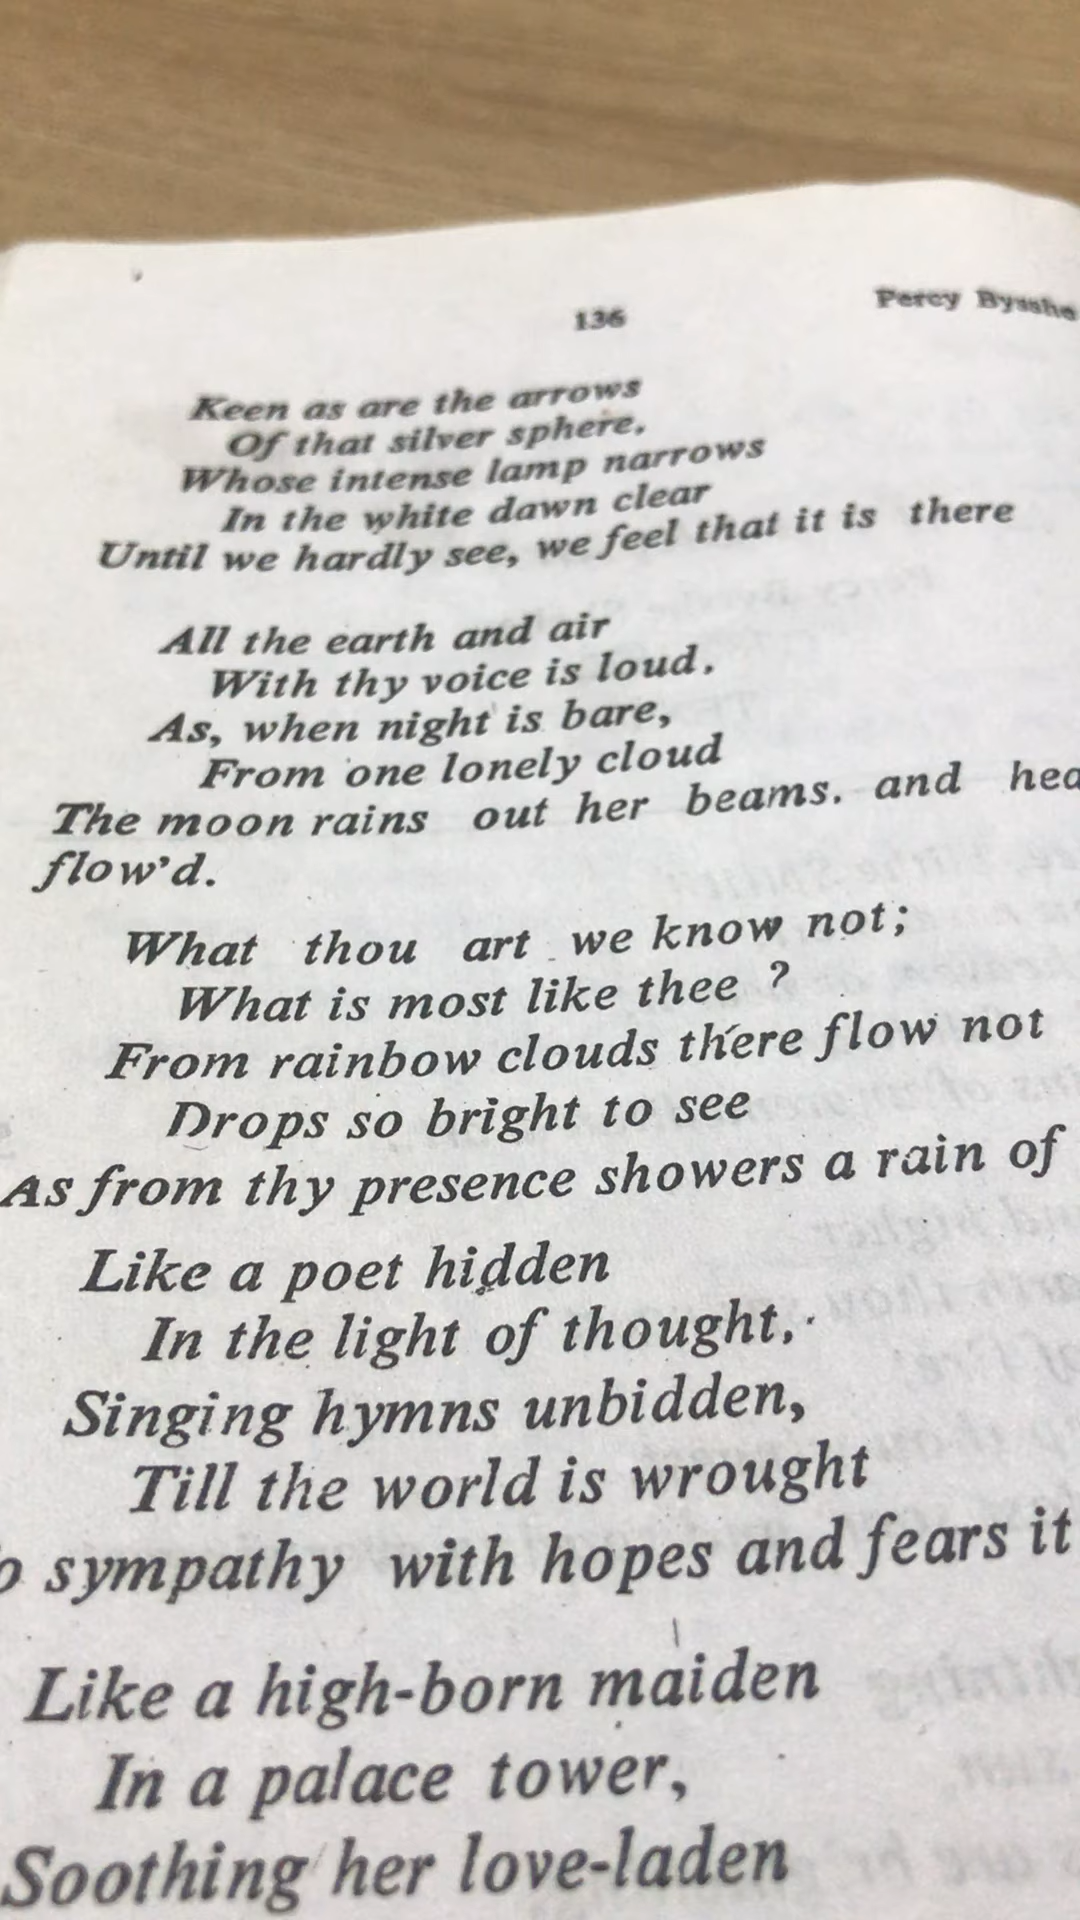 136
Percy Bysshe
Keen as are the arrows
Of that silver sphere.
Whose intense lamp narrows
In the white dawn clear
Until we hardly see, we feel that it is there
All the earth and air
With thy voice is loud.
As, when night is bare,
From one lonely cloud
The moon rains out her beams. and hea
flow'd.
What thou art we know not;
What is most like thee ?
From rainbow clouds there flow not
Drops so bright to see
As from thy presence showers a rain of
Like a poet hidden
In the light of thought,
Singing hymns unbidden,
Till the world is wrought
o sympathy with hopes and fears it
Like a high-born maiden
In a palace tower,
Soothing her love-laden